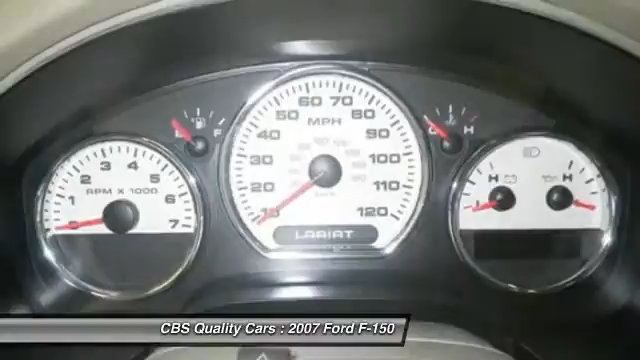 60 70
50 80
MPH
40 90
30 100
20 110
10 120
E F
C H
3 4
2 5
1 6
0 7
RPM X 1000
H H
LARIAT
CBS Quality Cars : 2007 Ford F-150